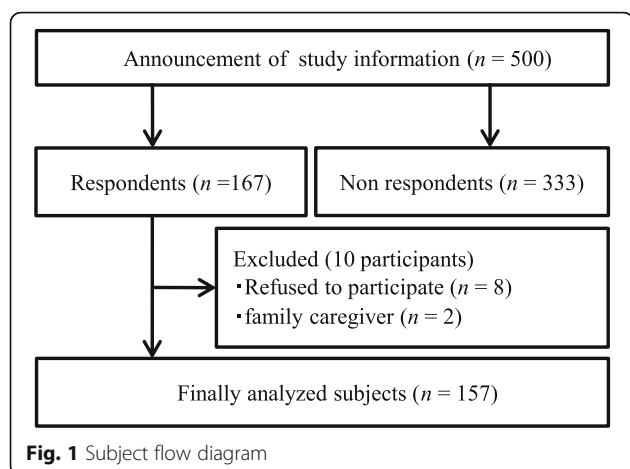 Announcement of study information (n = 500)
Respondents (n =167)
Non respondents (n = 333)
Excluded (10 participants)
・Refused to participate (n = 8)
・family caregiver (n = 2)
Finally analyzed subjects (n = 157)
Fig. 1 Subject flow diagram